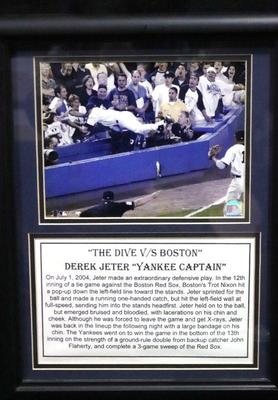 "THE DIVE V/S BOSTON"
DEREK JETER "YANKEE CAPTAIN"
On July 1, 2004, Jeter made an extraordinary defensive play. In the 12th
inning of a tie game against the Boston Red Sox, Boston's Trot Nixon hit
a pop-up down the left-field line toward the stands. Jeter sprinted for the
ball and made a running one-handed catch, but hit the left-field wall at
full-speed, sending him into the stands headfirst. Jeter held on to the ball,
but emerged bruised and bloodied, with lacerations on his chin and
cheek. Although he was forced to leave the game and get X-rays, Jeter
was back in the lineup the following night with a large bandage on his
chin. The Yankees went on to win the game in the bottom of the 13th
inning on the strength of a ground-rule double from backup catcher John
Flaherty, and complete a 3-game sweep of the Red Sox.